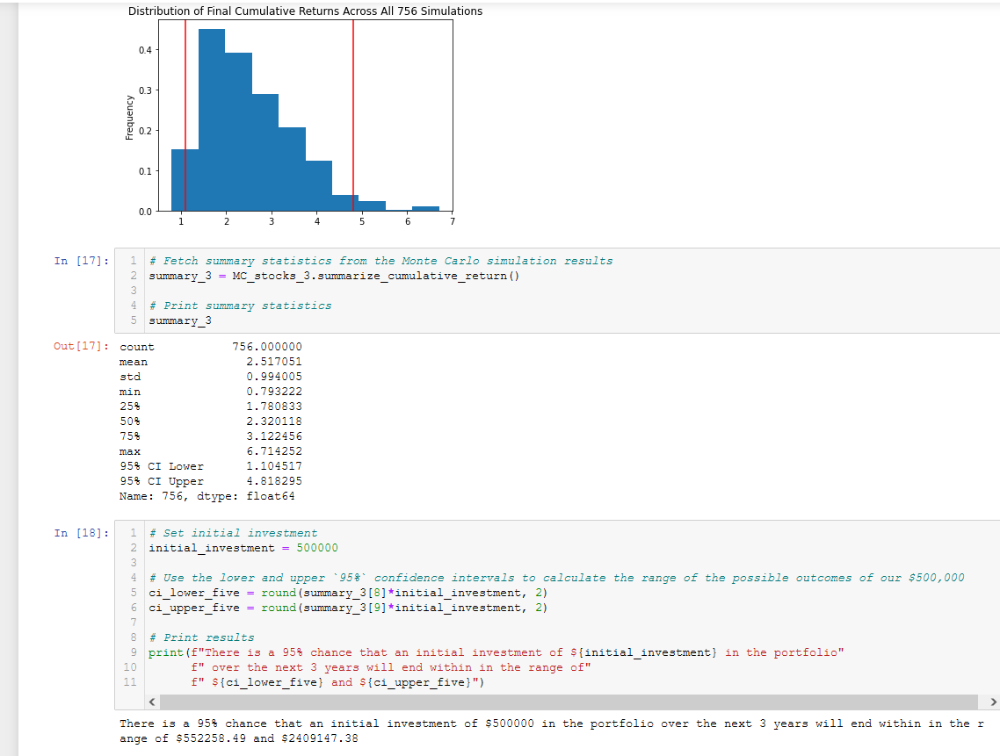 Distribution of Final Cumulative Returns Across All 756 Simulations
Frequency
0.4
0.3
0.2
0.1
0.0
1 2 3 4 5 6 7
In [17]:
1 # Fetch summary statistics from the Monte Carlo simulation results
2 summary_3 = MC_stocks_3.summarize_cumulative_return()
3
4 # Print summary statistics
5 summary_3
Out[17]: count 756.000000
mean 2.517051
std 0.994005
min 0.793222
25% 1.780833
50% 2.320118
75% 3.122456
max 6.714252
95% CI Lower 1.104517
95% CI Upper 4.818295
Name: 756, dtype: float64
In [18]:
1 # Set initial investment
2 initial_investment = 500000
3
4 # Use the lower and upper `95%` confidence intervals to calculate the range of the possible outcomes of our $500,000
5 ci_lower_five = round(summary_3[8]*initial_investment, 2)
6 ci_upper_five = round(summary_3[9]*initial_investment, 2)
7
8 # Print results
9 print(f"There is a 95% chance that an initial investment of ${initial_investment} in the portfolio"
10 f" over the next 3 years will end within in the range of"
11 f" ${ci_lower_five} and ${ci_upper_five}")
There is a 95% chance that an initial investment of $500000 in the portfolio over the next 3 years will end within in the r
ange of $552258.49 and $2409147.38